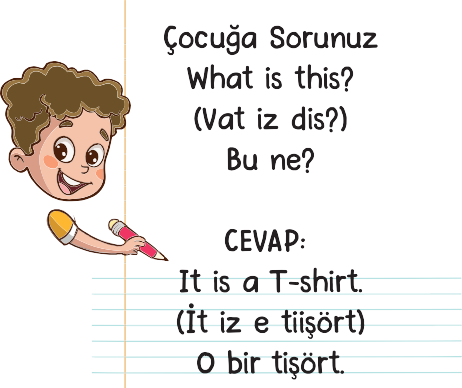 Çocuğa Sorunuz
What is this?
(Vat iz dis?)
Bu ne?
CEVAP:
It is a T-shirt.
(İt iz e tiişört)
O bir tişört.